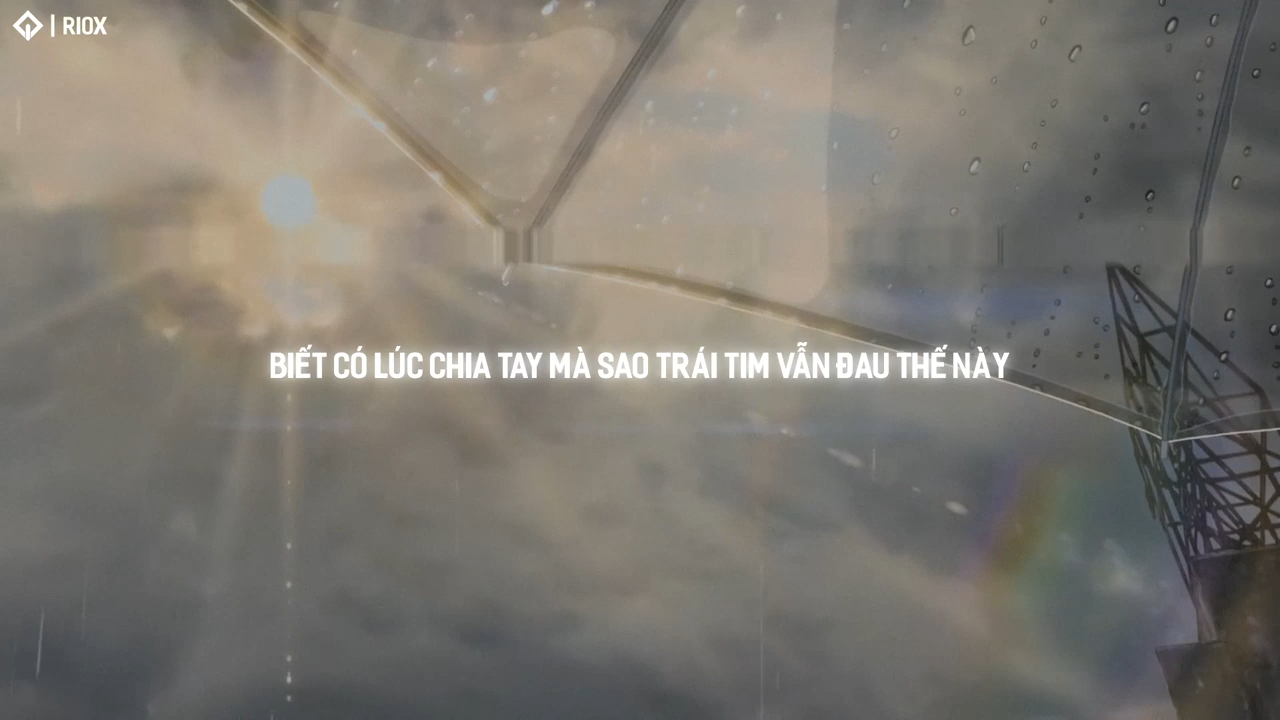 | RIOX
BIẾT CÓ LÚC CHIA TAY MÀ SAO TRÁI TIM VẪN ĐAU THẾ NÀY